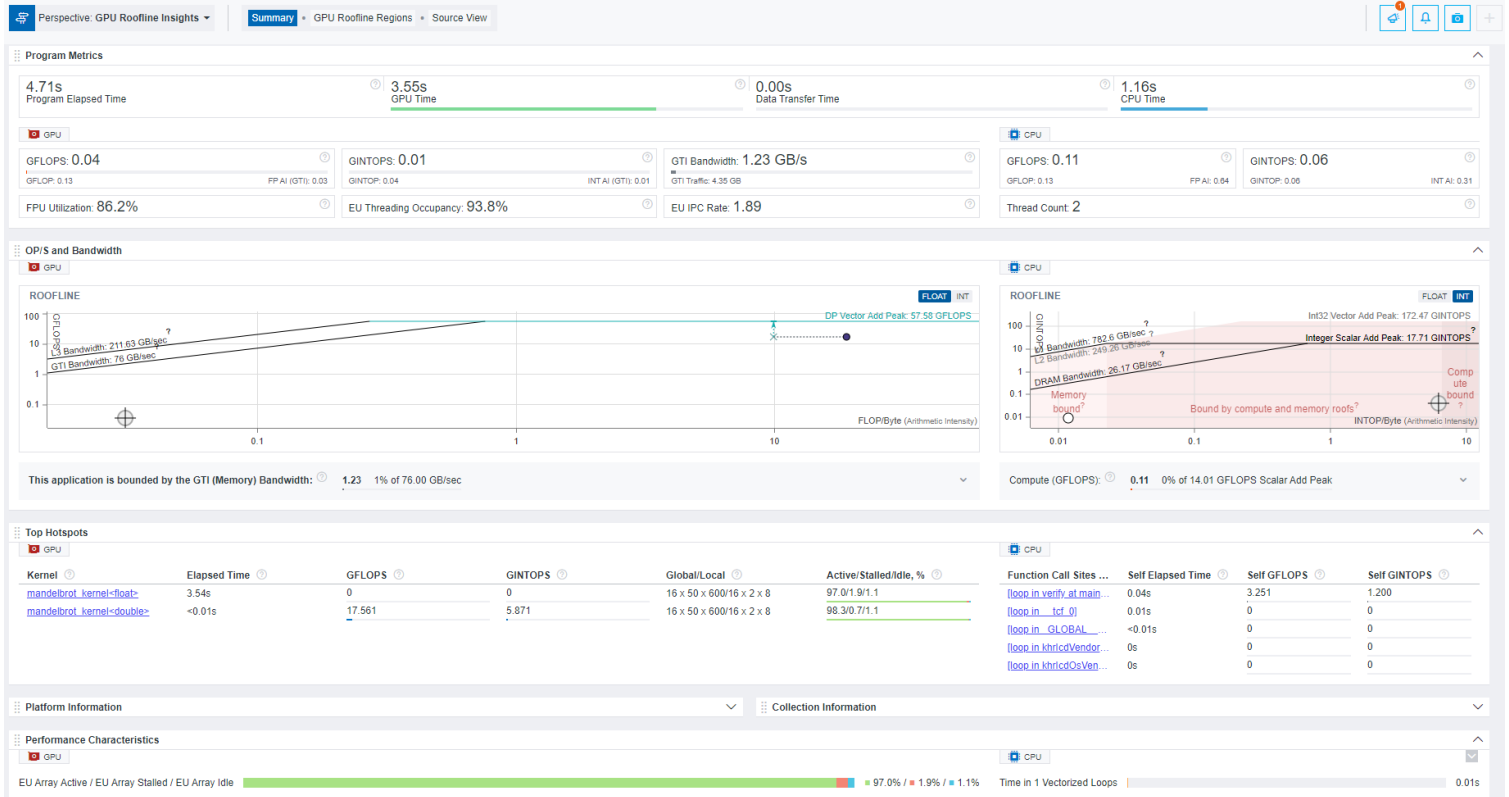 Perspective: GPU Roofline Insights
Summary
GPU Roofline Regions
Source View
1
Program Metrics
4.71s
Program Elapsed Time
3.55s
GPU Time
0.00s
Data Transfer Time
1.16s
CPU Time
GPU
CPU
GFLOPS: 0.04
GFLOP: 0.13
FP AI (GTI): 0.03
GINTOPS: 0.01
GINTOP: 0.04
INT AI (GTI): 0.01
GTI Bandwidth: 1.23 GB/s
GTI Traffic: 4.35 GB
GFLOPS: 0.11
GFLOP: 0.13
FP AI: 0.64
GINTOPS: 0.06
GINTOP: 0.06
INT AI: 0.31
FPU Utilization: 86.2%
EU Threading Occupancy: 93.8%
EU IPC Rate: 1.89
Thread Count: 2
OP/S and Bandwidth
GPU
CPU
ROOFLINE
FLOAT INT
GFLOPS
100
10
1
0.1
DP Vector Add Peak: 57.58 GFLOPS
L3 Bandwidth: 211.63 GB/sec
?
GTI Bandwidth: 76 GB/sec
?
FLOP/Byte (Arithmetic Intensity)
0.1
1
10
ROOFLINE
FLOAT INT
GINTOPS
100
10
1
0.1
0.01
Int32 Vector Add Peak: 172.47 GINTOPS
?
Integer Scalar Add Peak: 17.71 GINTOPS
?
Bandwidth: 782.6 GB/sec
?
L2 Bandwidth: 249.26 GB/sec
?
DRAM Bandwidth: 26.17 GB/sec
?
Memory
bound?
Bound by compute and memory roofs?
Comp
ute
bound
?
INTOP/Byte (Arithmetic Intensity)
0.01
0.1
1
10
This application is bounded by the GTI (Memory) Bandwidth: 1.23 1% of 76.00 GB/sec
Compute (GFLOPS): 0.11 0% of 14.01 GFLOPS Scalar Add Peak
Top Hotspots
GPU
CPU
Kernel Elapsed Time GFLOPS GINTOPS Global/Local Active/Stalled/Idle, %
mandelbrot_kernel<float> 3.54s 0 0 16 x 50 x 600/16 x 2 x 8 97.0/1.9/1.1
mandelbrot_kernel<double> <0.01s 17.561 5.871 16 x 50 x 600/16 x 2 x 8 98.3/0.7/1.1
Function Call Sites ... Self Elapsed Time Self GFLOPS Self GINTOPS
[loop in verify at main... 0.04s 3.251 1.200
[loop in __tcf_0] 0.01s 0 0
[loop in _GLOBAL__... <0.01s 0 0
[loop in khrIcdVendor... 0s 0 0
[loop in khrIcdOsVen... 0s 0 0
Platform Information
Collection Information
Performance Characteristics
GPU
CPU
EU Array Active / EU Array Stalled / EU Array Idle 97.0% / 1.9% / 1.1%
Time in 1 Vectorized Loops 0.01s